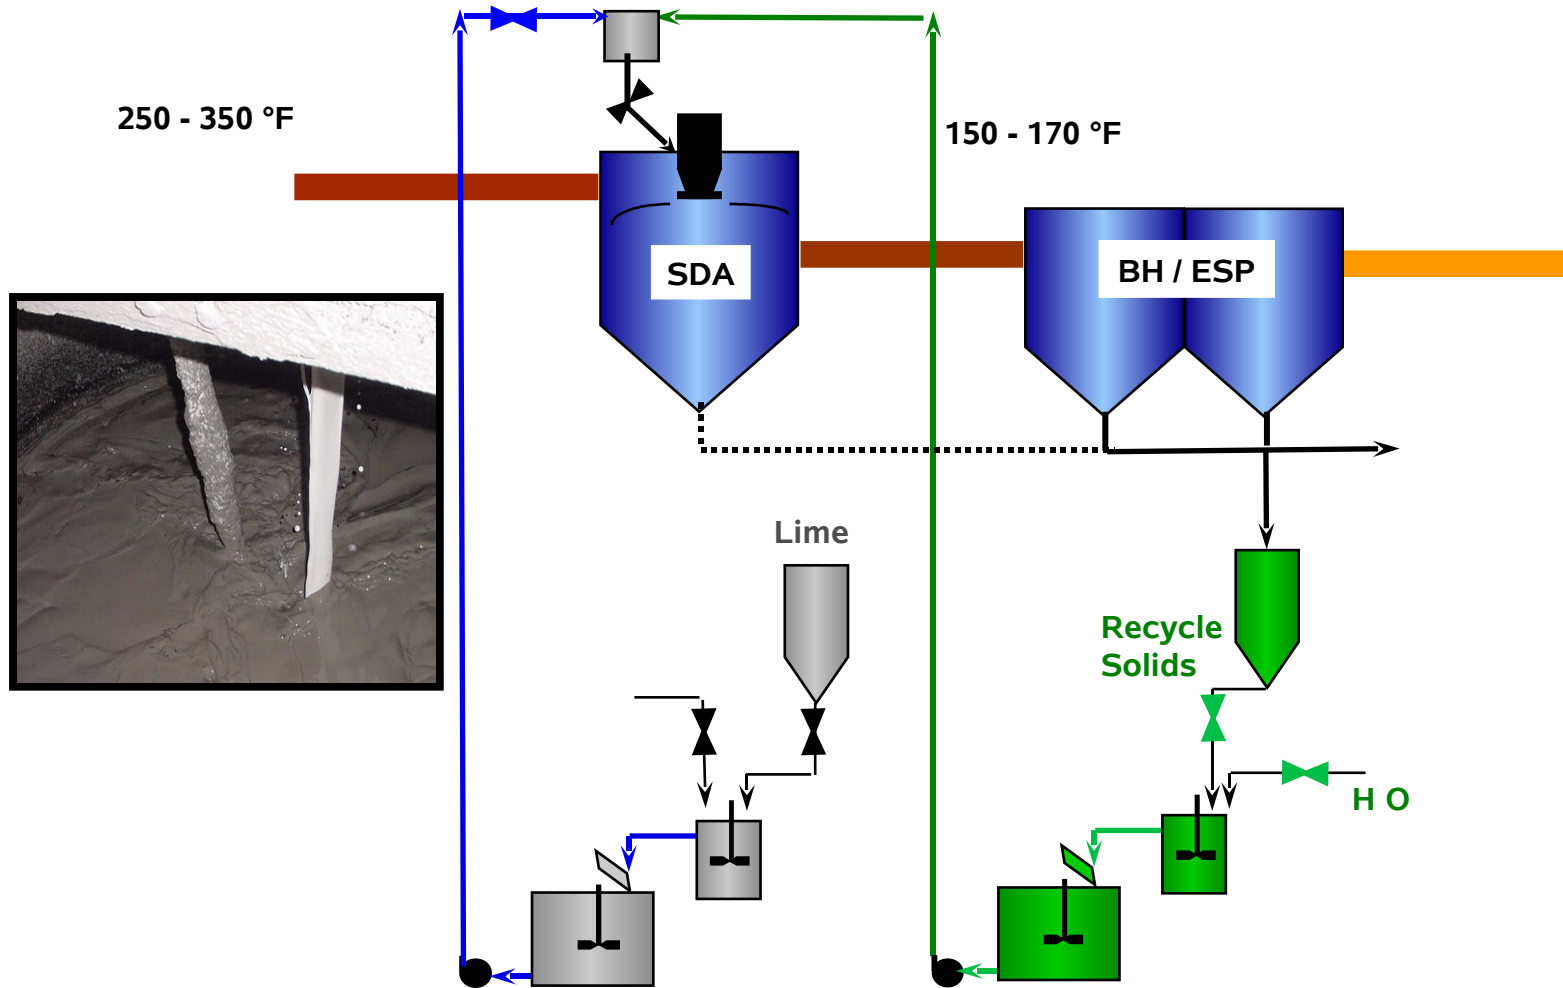 250 - 350 °F
150 - 170 °F
SDA
BH / ESP
Lime
Recycle
Solids
H O